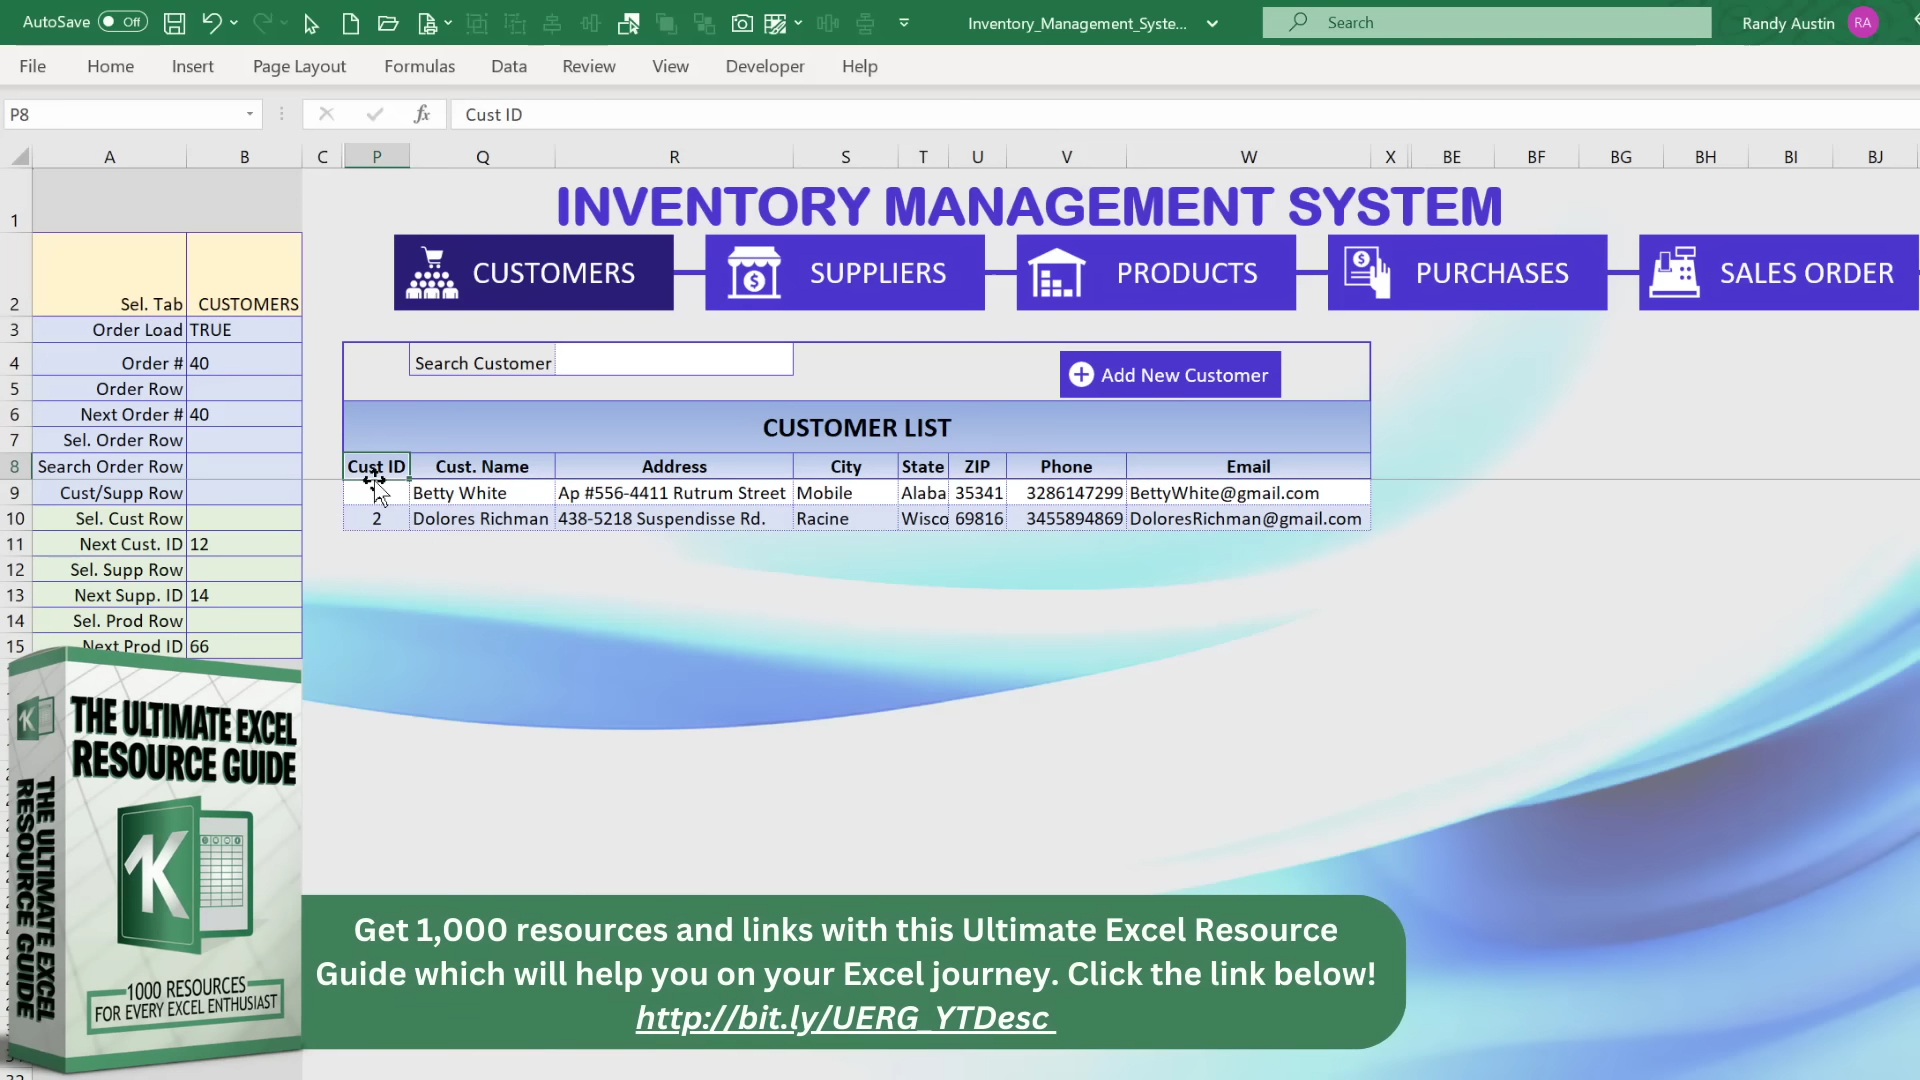 AutoSave Off Inventory_Management_Syste... Search Randy Austin RA
File Home Insert Page Layout Formulas Data Review View Developer Help
P8 fx Cust ID
A B C P Q R S T U V W X BE BF BG BH BI BJ
1 INVENTORY MANAGEMENT SYSTEM
CUSTOMERS SUPPLIERS PRODUCTS PURCHASES SALES ORDER
2 Sel. Tab CUSTOMERS
3 Order Load TRUE
4 Order # 40 Search Customer Add New Customer
5 Order Row
6 Next Order # 40 CUSTOMER LIST
7 Sel. Order Row
8 Search Order Row Cust ID Cust. Name Address City State ZIP Phone Email
9 Cust/Supp Row Betty White Ap #556-4411 Rutrum Street Mobile Alaba 35341 3286147299 BettyWhite@gmail.com
10 Sel. Cust Row 2 Dolores Richman 438-5218 Suspendisse Rd. Racine Wisco 69816 3455894869 DoloresRichman@gmail.com
11 Next Cust. ID 12
12 Sel. Supp Row
13 Next Supp. ID 14
14 Sel. Prod Row
15 Next Prod ID 66
THE ULTIMATE EXCEL
RESOURCE GUIDE
THE ULTIMATE EXCEL
RESOURCE GUIDE
K
K
1000 RESOURCES
FOR EVERY EXCEL ENTHUSIAST
Get 1,000 resources and links with this Ultimate Excel Resource
Guide which will help you on your Excel journey. Click the link below!
http://bit.ly/UERG_YTDesc